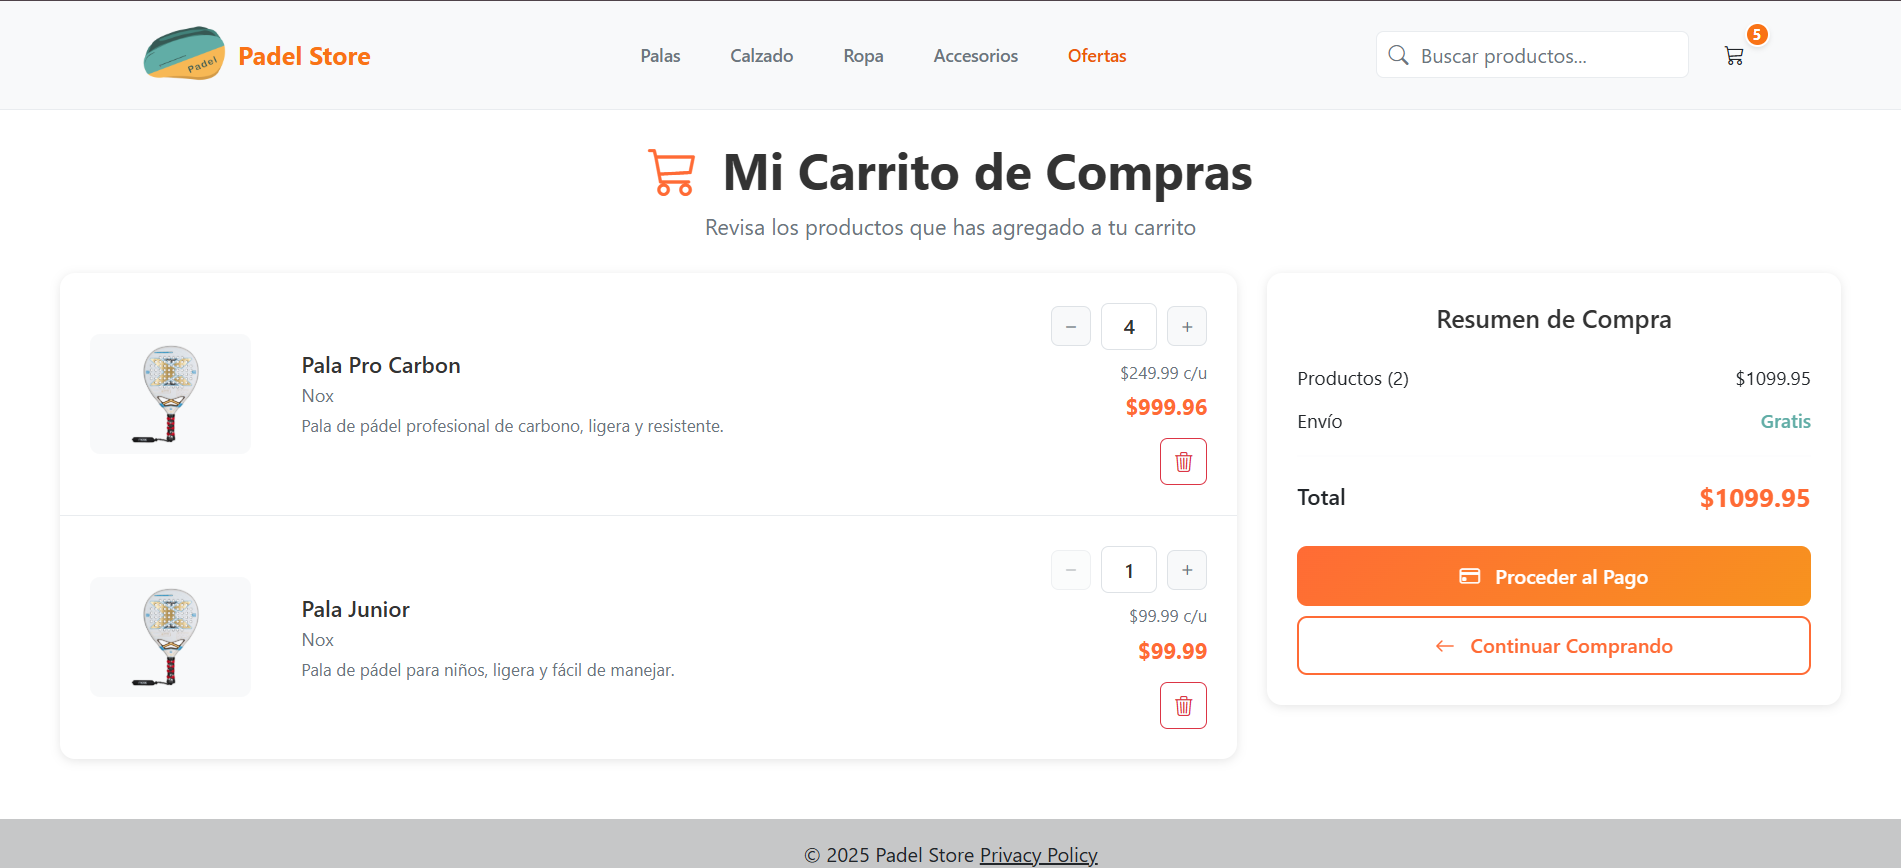 Padel
Padel Store
Palas
Calzado
Ropa
Accesorios
Ofertas
Buscar productos...
5
Mi Carrito de Compras
Revisa los productos que has agregado a tu carrito
Pala Pro Carbon
Nox
Pala de pádel profesional de carbono, ligera y resistente.
− 4 +
$249.99 c/u
$999.96
Pala Junior
Nox
Pala de pádel para niños, ligera y fácil de manejar.
− 1 +
$99.99 c/u
$99.99
Resumen de Compra
Productos (2) $1099.95
Envío Gratis
Total $1099.95
Proceder al Pago
← Continuar Comprando
© 2025 Padel Store Privacy Policy